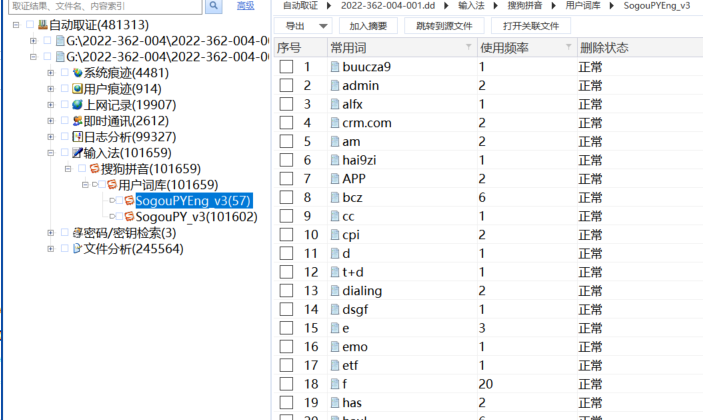 取证结果、文件名、内容索引 高级
自动取证(481313)
G:\2022-362-004\2022-362-004-0
G:\2022-362-004\2022-362-004-00
系统痕迹(4481)
用户痕迹(914)
上网记录(19907)
即时通讯(2612)
日志分析(99327)
输入法(101659)
搜狗拼音(101659)
用户词库(101659)
SogouPYEng_v3(57)
SogouPY_v3(101602)
密码/密钥检索(3)
文件分析(245564)
自动取证 2022-362-004-001.dd 输入法 搜狗拼音 用户词库 SogouPYEng_v3
导出 加入摘要 跳转到源文件 打开关联文件
序号 常用词 使用频率 删除状态
1 buucza9 1 正常
2 admin 2 正常
3 alfx 1 正常
4 crm.com 2 正常
5 am 2 正常
6 hai9zi 1 正常
7 APP 2 正常
8 bcz 6 正常
9 cc 1 正常
10 cpi 2 正常
11 d 1 正常
12 t+d 1 正常
13 dialing 2 正常
14 dsgf 1 正常
15 e 3 正常
16 emo 1 正常
17 etf 1 正常
18 f 20 正常
19 has 2 正常